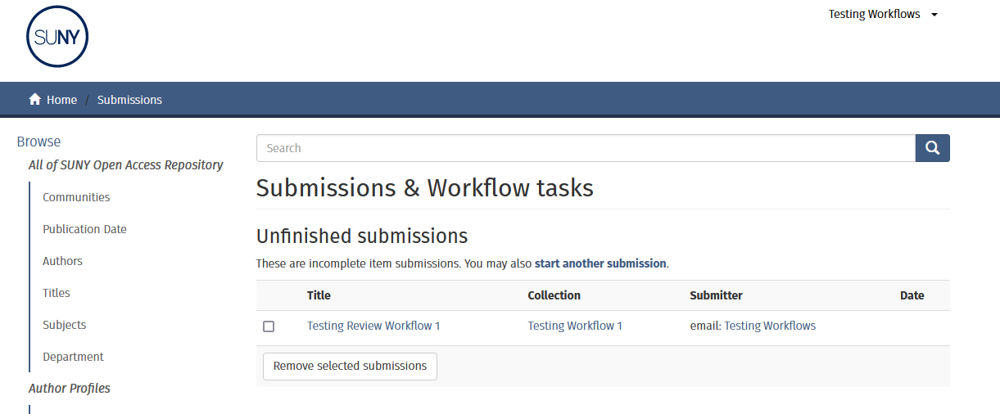 SUNY
Testing Workflows
Home / Submissions
Browse
All of SUNY Open Access Repository
Communities
Publication Date
Authors
Titles
Subjects
Department
Author Profiles
Search
Submissions & Workflow tasks
Unfinished submissions
These are incomplete item submissions. You may also start another submission.
Title Collection Submitter Date
Testing Review Workflow 1 Testing Workflow 1 email: Testing Workflows
Remove selected submissions